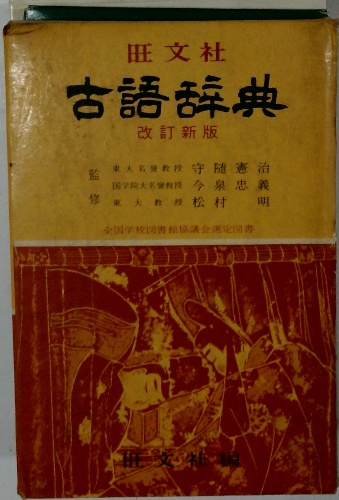 旺文社
古語辞典
改訂新版
監修
東大名誉教授 守随憲治
国学院大名誉教授 今泉忠義
東大教授 松村明
全国学校図書館協議会選定図書
旺文社編